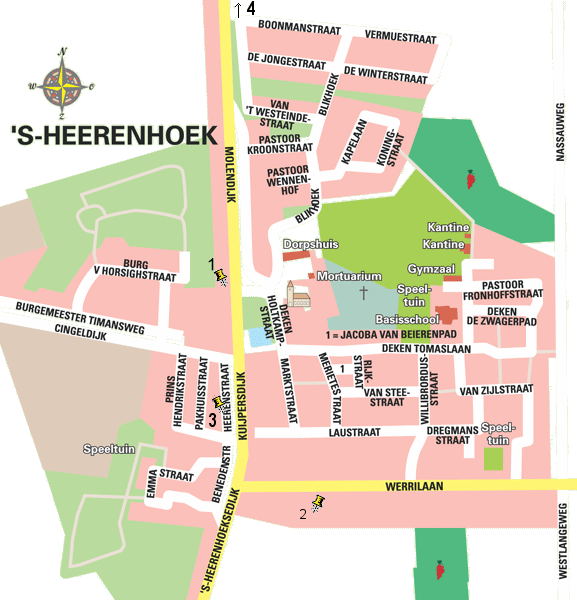 4
BOONMANSTRAAT
VERMUESTRAAT
DE JONGESTRAAT
DE WINTERSTRAAT
N
W O
Z
'S-HEERENHOEK
BLIKHOEK
VAN
'T WESTEINDE-
STRAAT
PASTOOR
KROONSTRAAT
KAPELAAN
KONING-
STRAAT
NASSAUWEG
MOLENDIJK
PASTOOR
WENNEN-
HOF
BLIKHOEK
Kantine
Kantine
Dorpshuis
Mortuarium
Gymzaal
1
BURG
V HORSIGHSTRAAT
Speel-
tuin
PASTOOR
FRONHOFFSTRAAT
DEKEN
DE ZWAGERPAD
Basisschool
BURGEMEESTER TIMANSWEG
CINGELDIJK
DEKEN
HOLTKAMP-
STRAAT
1 = JACOBA VAN BEIERENPAD
DEKEN TOMASLAAN
PRINS
HENDRIKSTRAAT
PAKHUISSTRAAT
HEERENSTRAAT
KUIJPERSDIJK
MARKTSTRAAT
MERIETESTRAAT
1
RIJK-
STRAAT
VAN STEE-
STRAAT
WILLIBRORDUS-
STRAAT
VAN ZIJLSTRAAT
3
LAUSTRAAT
DREGMANS
STRAAT
Speel-
tuin
Speeltuin
EMMA STRAAT
BENEDENSTR
WERRILAAN
2
'S-HEERENHOEKSEDIJK
WESTLANGEWEG